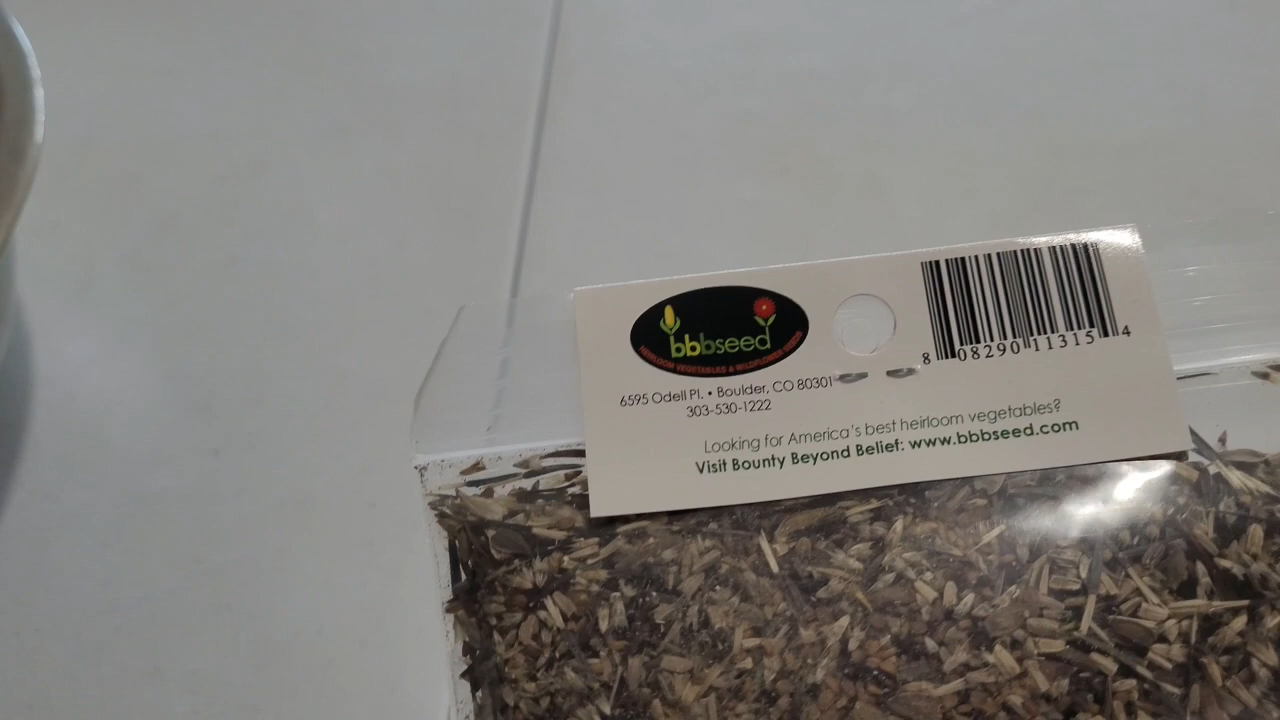 bbbseed
HEIRLOOM VEGETABLES & WILDFLOWER SEEDS
6595 Odell Pl. • Boulder, CO 80301
303-530-1222
8 08290 11315 4
Looking for America's best heirloom vegetables?
Visit Bounty Beyond Belief: www.bbbseed.com